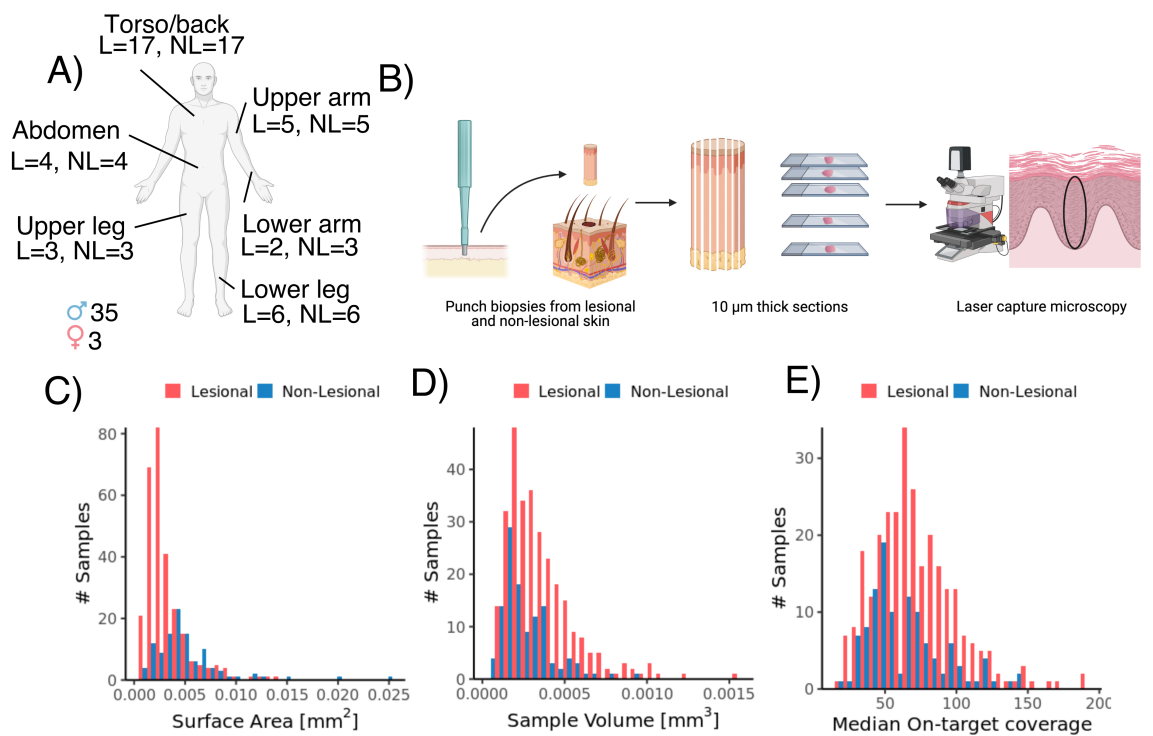 A)
Torso/back
L=17, NL=17
Upper arm
L=5, NL=5
Abdomen
L=4, NL=4
Upper leg
L=3, NL=3
Lower arm
L=2, NL=3
Lower leg
L=6, NL=6
♂ 35
♀ 3
B)
Punch biopsies from lesional
and non-lesional skin
10 µm thick sections
Laser capture microscopy
C)
Lesional Non-Lesional
# Samples
80
60
40
20
0
0.000 0.005 0.010 0.015 0.020 0.025
Surface Area [mm²]
D)
Lesional Non-Lesional
# Samples
40
30
20
10
0
0.0000 0.0005 0.0010 0.0015
Sample Volume [mm³]
E)
Lesional Non-Lesional
# Samples
30
20
10
0
50 100 150 200
Median On-target coverage